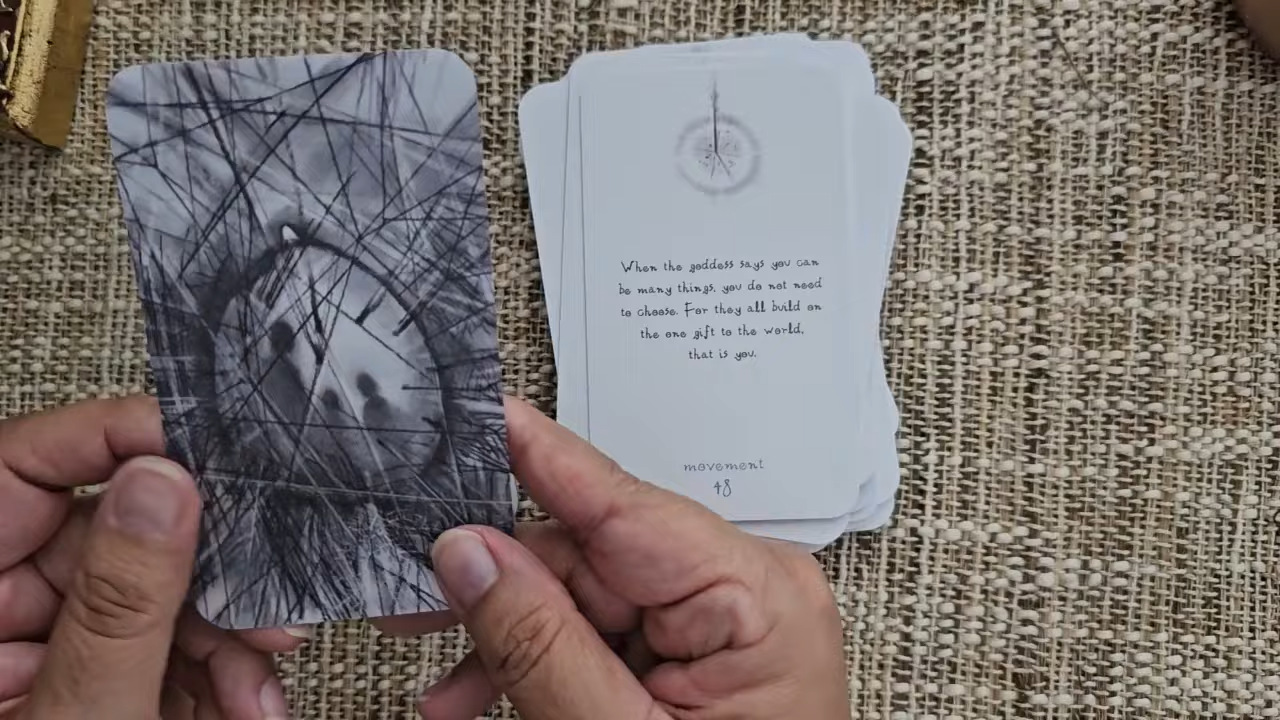 When the goddess says you can
be many things, you do not need
to choose. For they all build on
the one gift to the world,
that is you.
movement
48